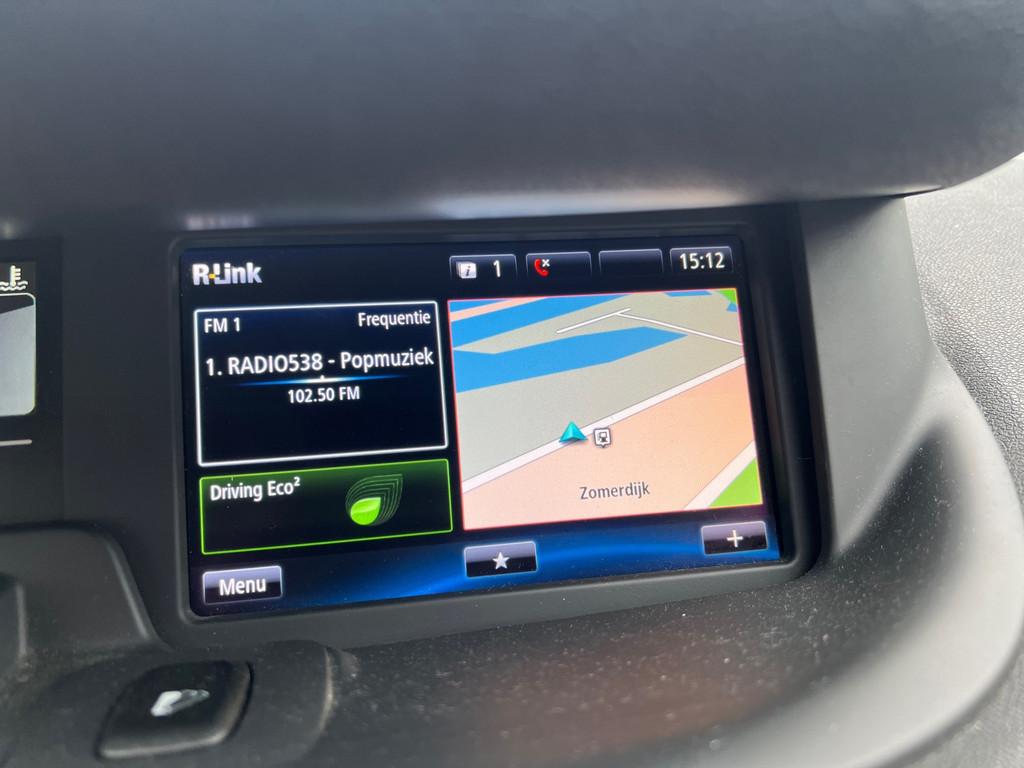 R-Link
1
15:12
FM 1
Frequentie
1. RADIO538 - Popmuziek
102.50 FM
Driving Eco²
Zomerdijk
Menu